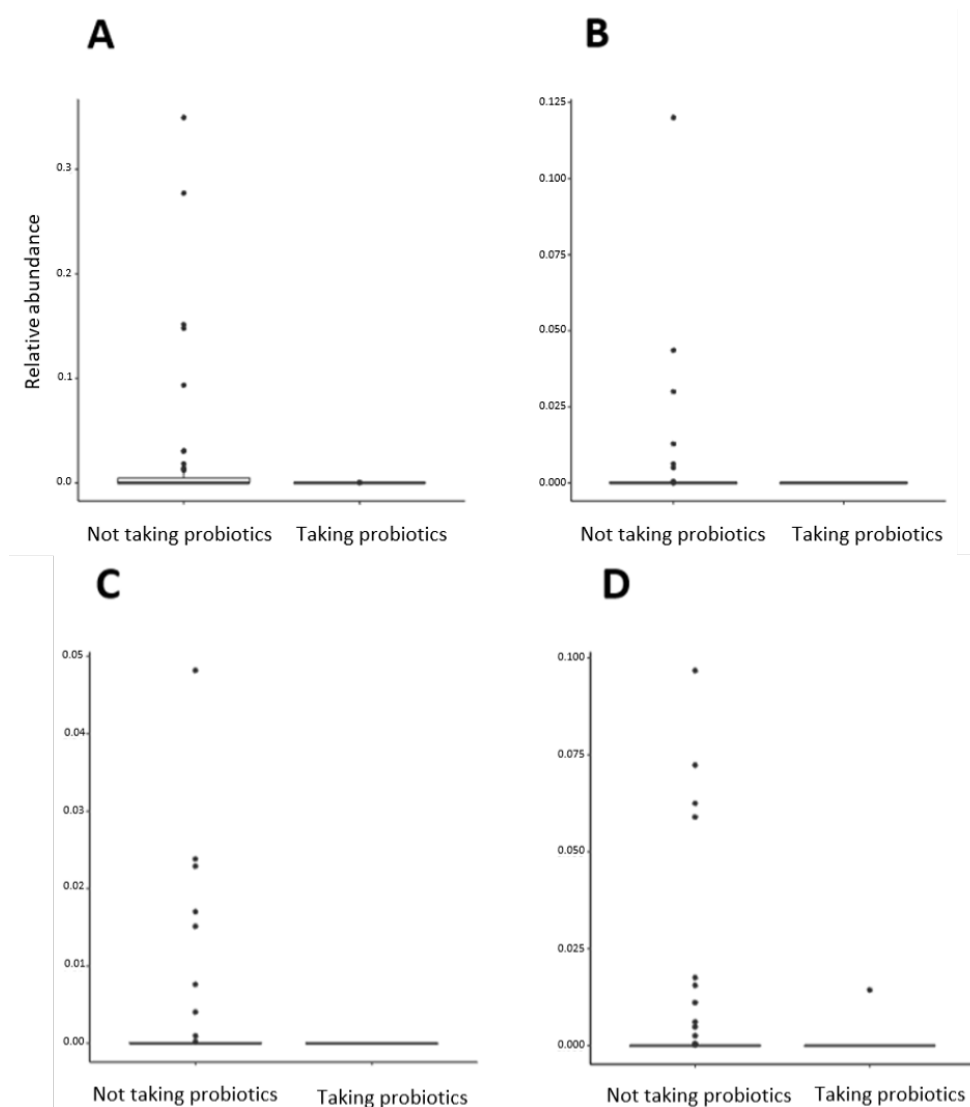 A
B
Relative abundance
0.3
0.2
0.1
0.0
Not taking probiotics Taking probiotics
0.125
0.100
0.075
0.050
0.025
0.000
Not taking probiotics Taking probiotics
C
D
0.05
0.04
0.03
0.02
0.01
0.00
Not taking probiotics Taking probiotics
0.100
0.075
0.050
0.025
0.000
Not taking probiotics Taking probiotics